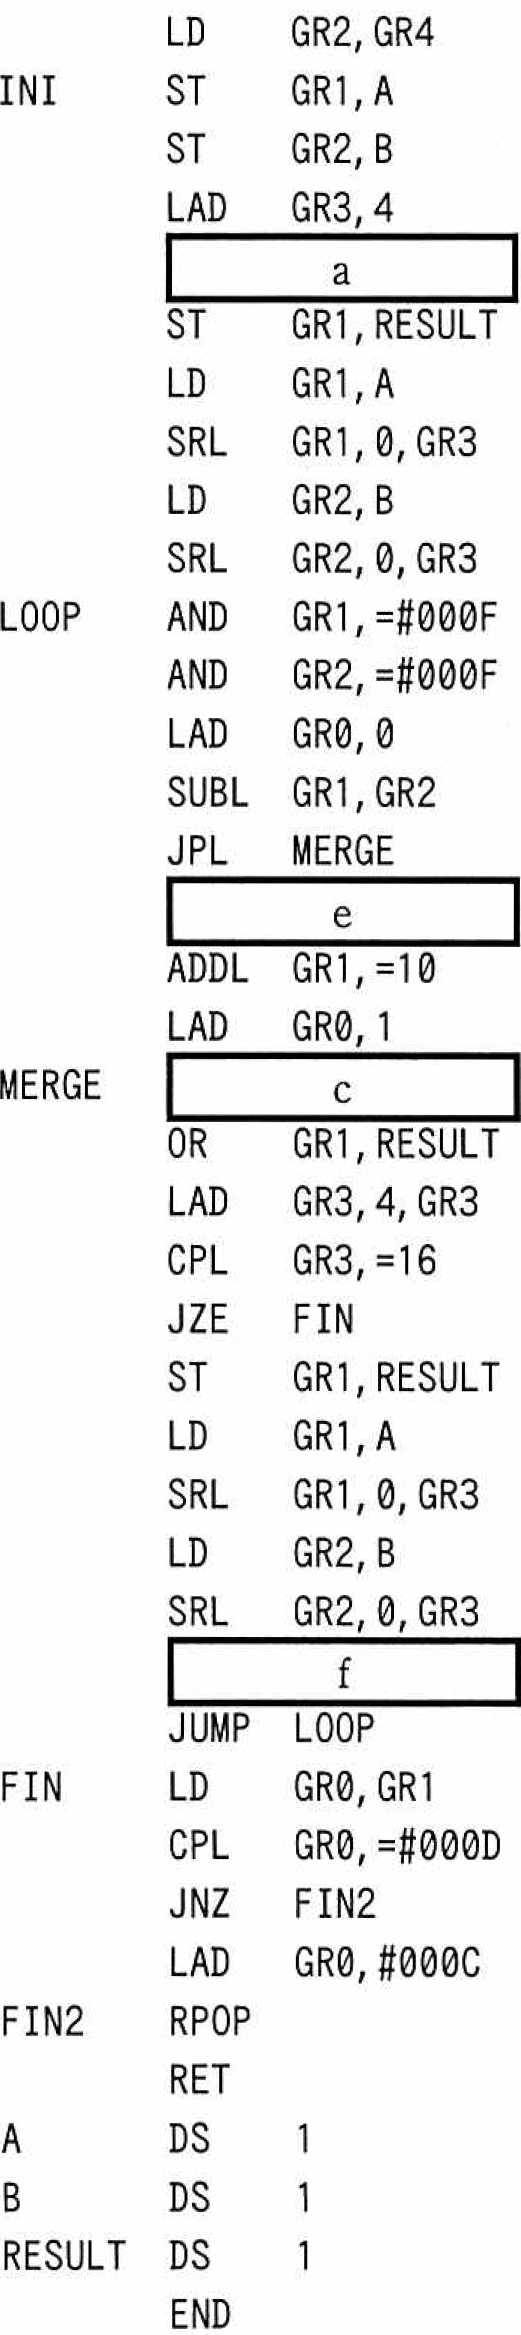 LD GR2,GR4
INI ST GR1,A
ST GR2,B
LAD GR3,4
a
ST GR1,RESULT
LD GR1,A
SRL GR1,0,GR3
LD GR2,B
SRL GR2,0,GR3
LOOP AND GR1,=#000F
AND GR2,=#000F
LAD GR0,0
SUBL GR1,GR2
JPL MERGE
e
ADDL GR1,=10
LAD GR0,1
MERGE c
OR GR1,RESULT
LAD GR3,4,GR3
CPL GR3,=16
JZE FIN
ST GR1,RESULT
LD GR1,A
SRL GR1,0,GR3
LD GR2,B
SRL GR2,0,GR3
f
JUMP LOOP
FIN LD GR0,GR1
CPL GR0,=#000D
JNZ FIN2
LAD GR0,#000C
FIN2 RPOP
RET
A DS 1
B DS 1
RESULT DS 1
END